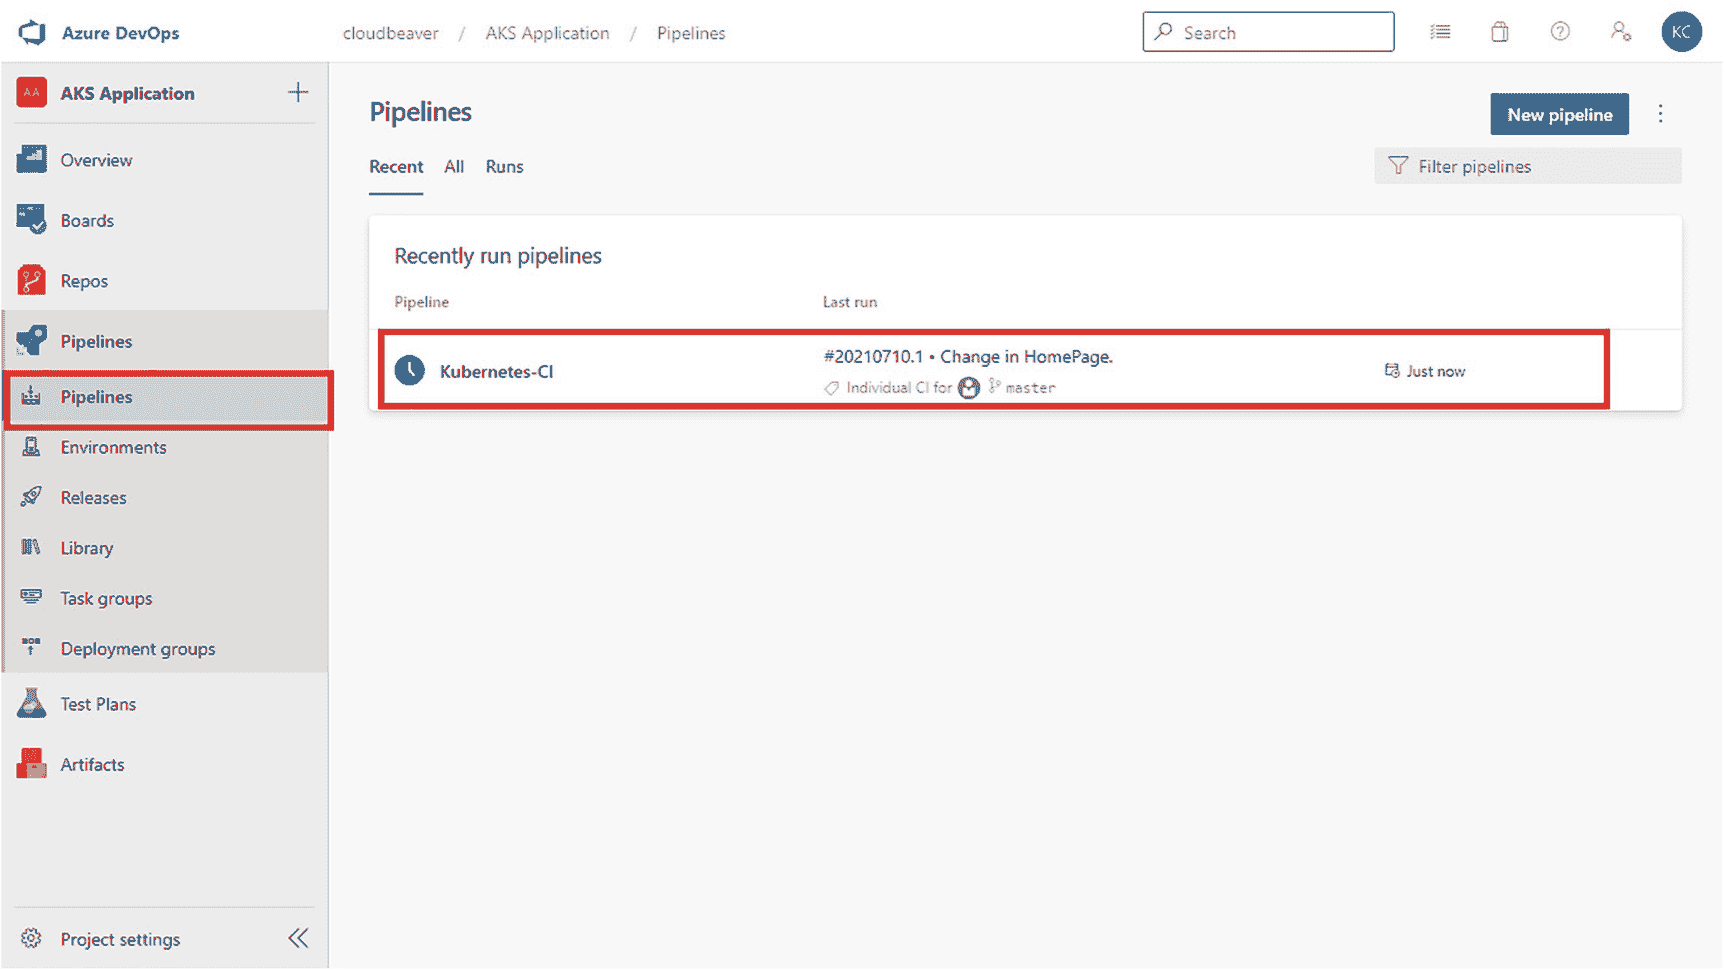 Azure DevOps
cloudbeaver / AKS Application / Pipelines
Search
KC
AA AKS Application
Overview
Boards
Repos
Pipelines
Pipelines
Environments
Releases
Library
Task groups
Deployment groups
Test Plans
Artifacts
Project settings
Pipelines
New pipeline
Recent All Runs
Filter pipelines
Recently run pipelines
Pipeline Last run
Kubernetes-CI
#20210710.1 • Change in HomePage.
Individual CI for master
Just now